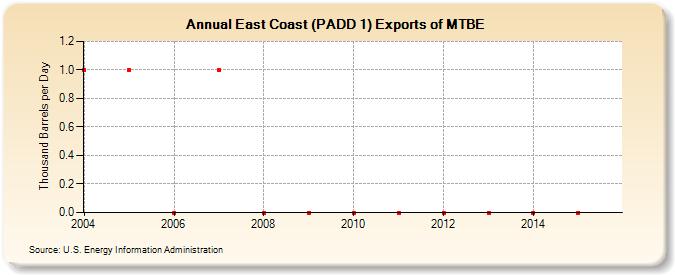 Annual East Coast (PADD 1) Exports of MTBE
Thousand Barrels per Day
1.2
1.0
0.8
0.6
0.4
0.2
0.0
2004 2006 2008 2010 2012 2014
Source: U.S. Energy Information Administration